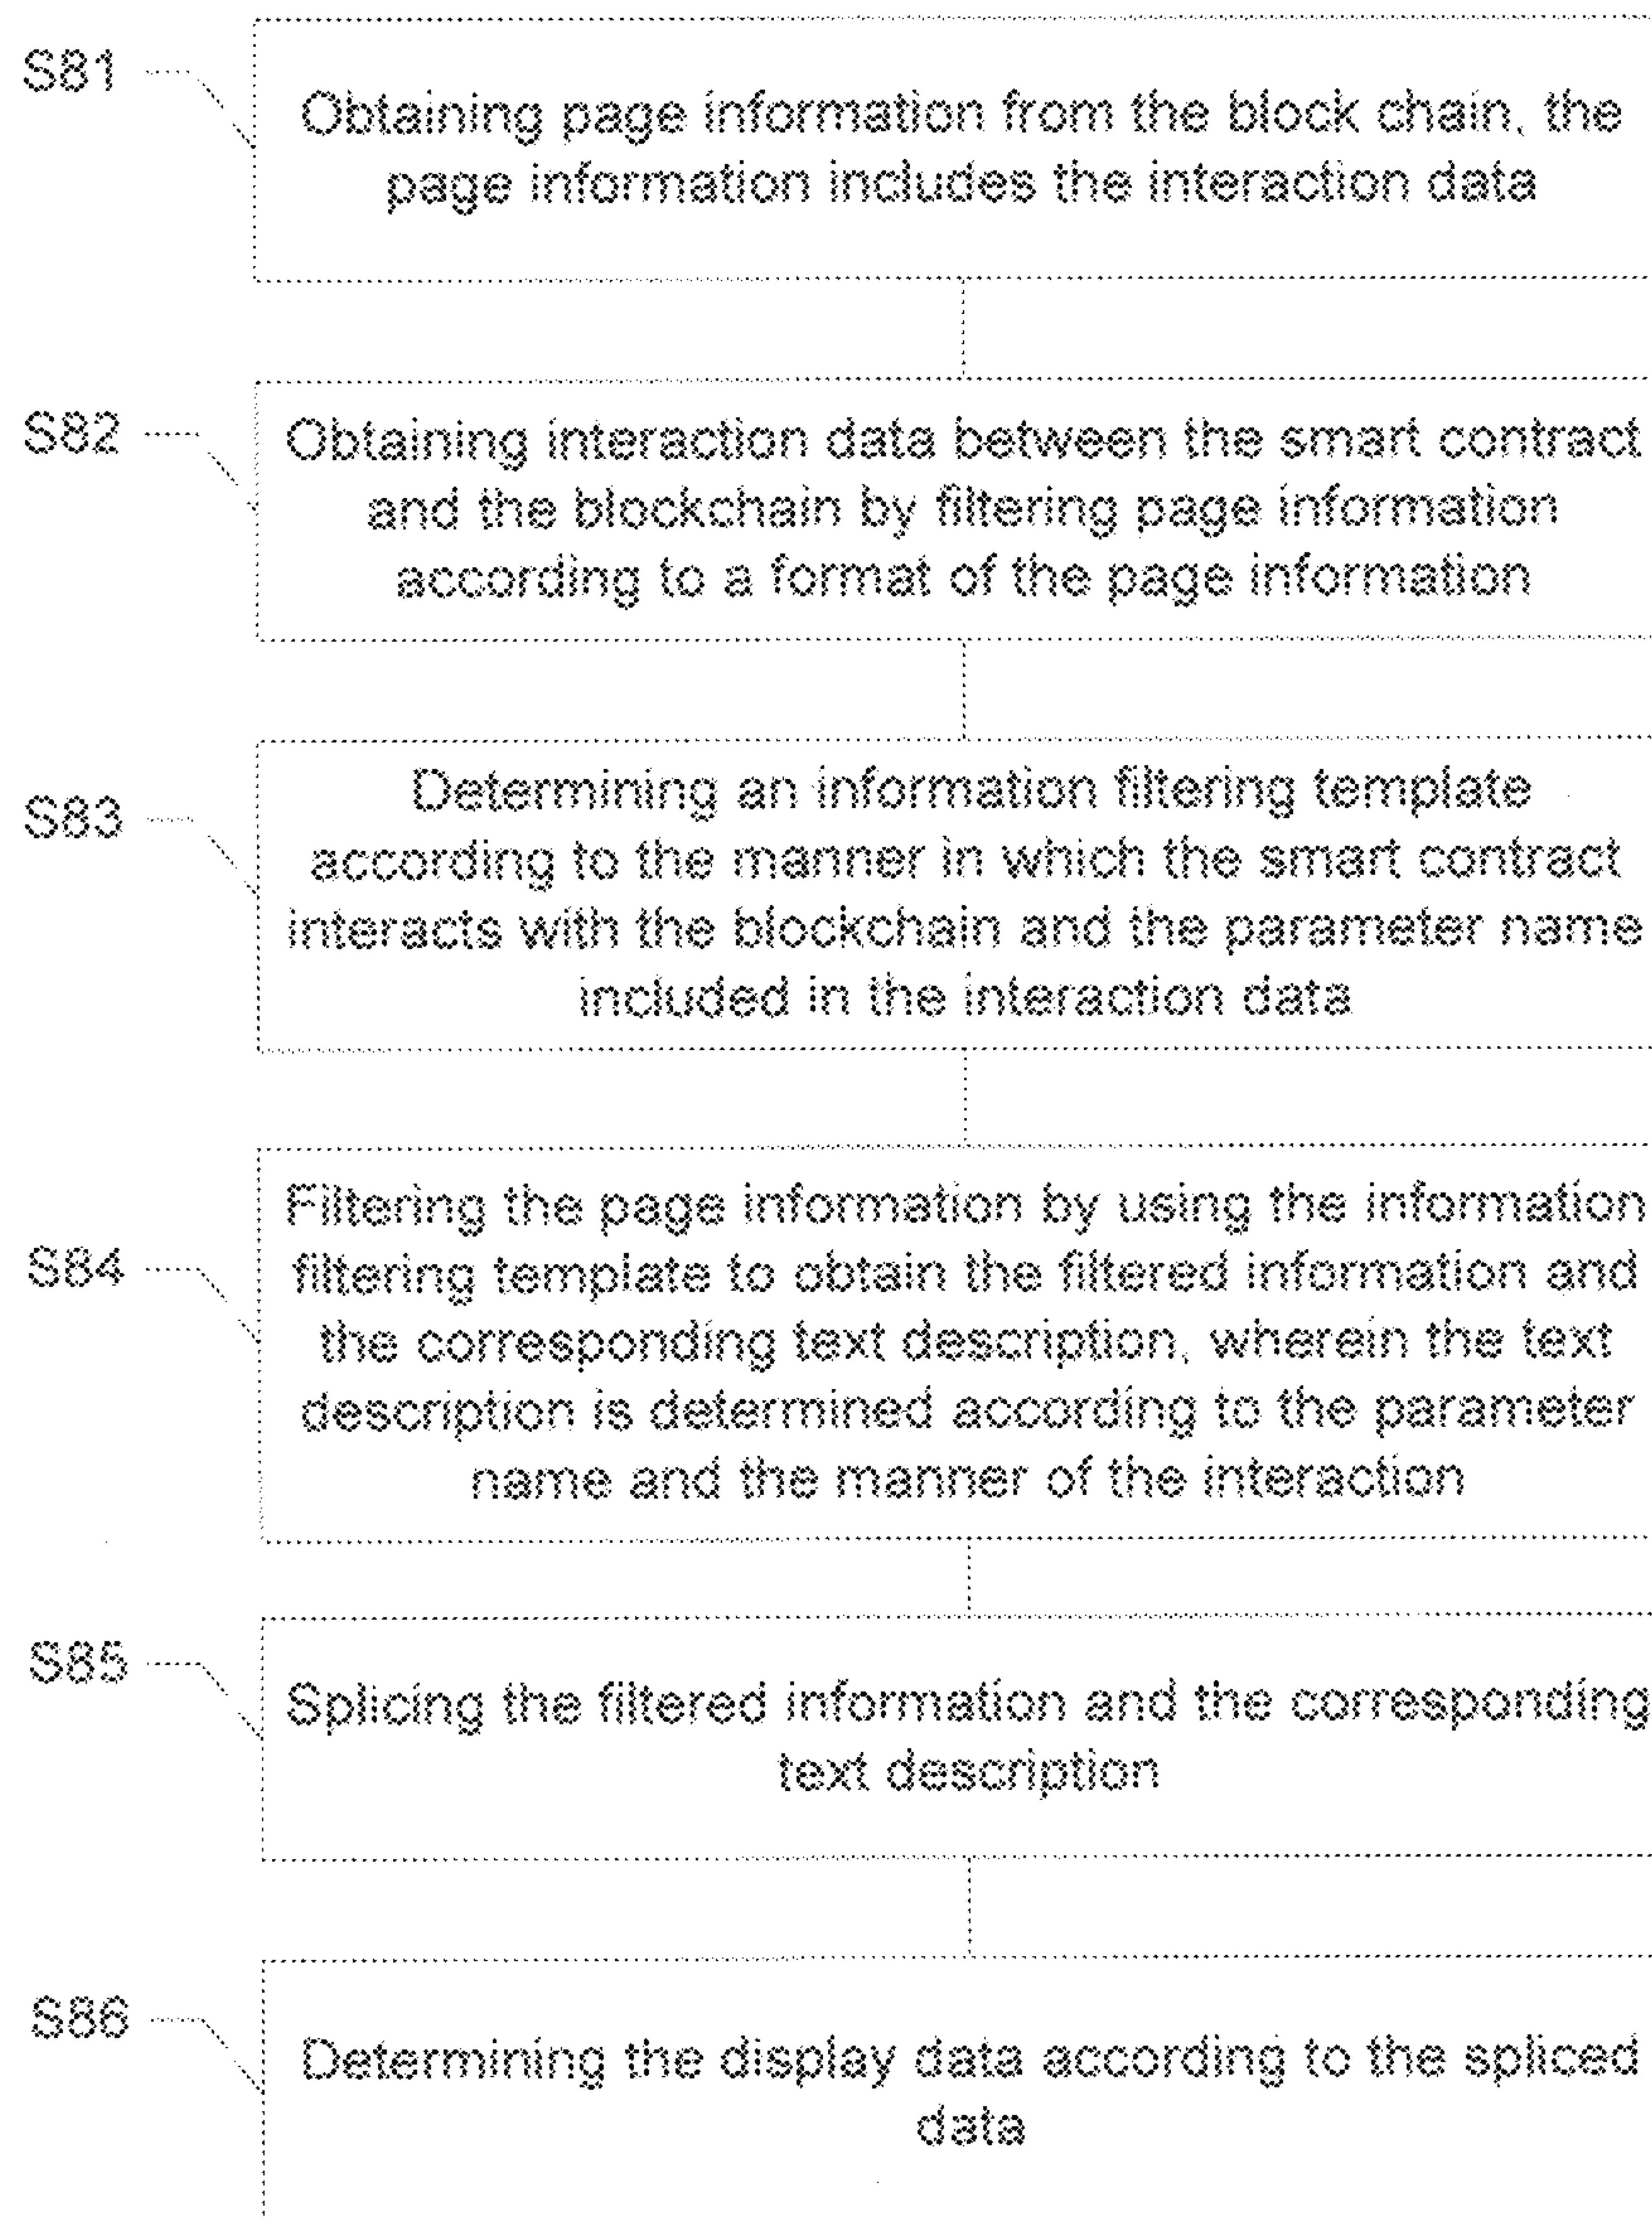 S81
Obtaining page information from the block chain, the
page information includes the interaction data
S82
Obtaining interaction data between the smart contract
and the blockchain by filtering page information
according to a format of the page information
S83
Determining an information filtering template
according to the manner in which the smart contract
interacts with the blockchain and the parameter name
included in the interaction data
S84
Filtering the page information by using the information
filtering template to obtain the filtered information and
the corresponding text description, wherein the text
description is determined according to the parameter
name and the manner of the interaction
S85
Splicing the filtered information and the corresponding
text description
S86
Determining the display data according to the spliced
data